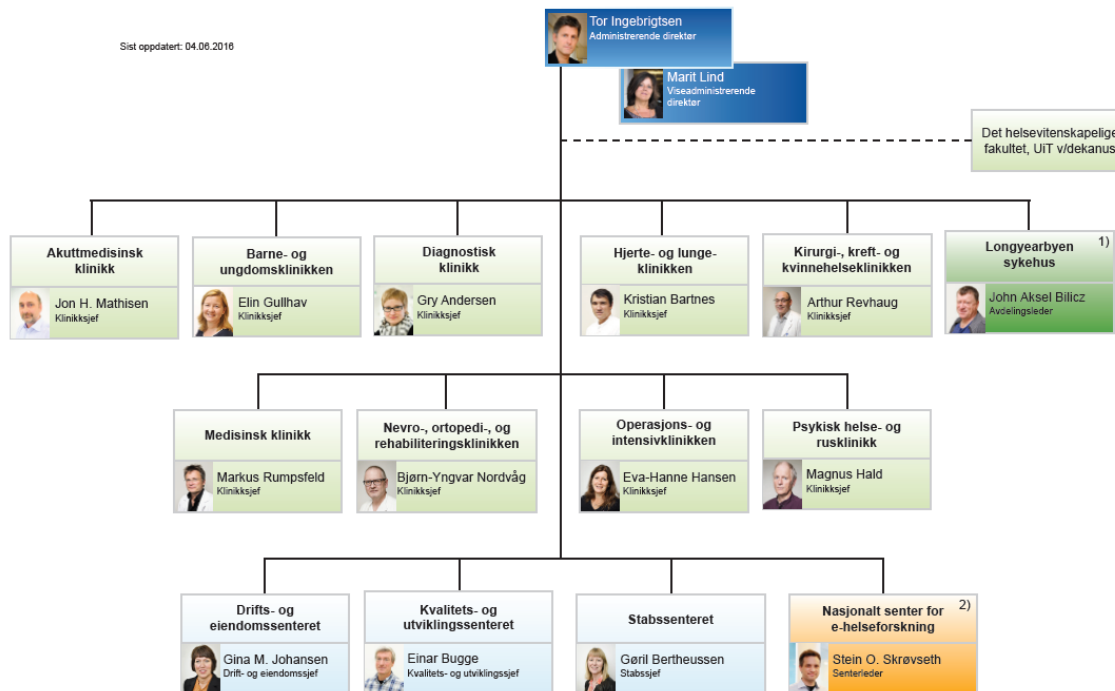 Tor Ingebrigtsen
Administrerende direktør
Sist oppdatert: 04.06.2016
Marit Lind
Viseadministrerende
direktør
Det helsevitenskapelige
fakultet, UiT v/dekanus
Akuttmedisinsk
klinikk
Jon H. Mathisen
Klinikksjef
Barne- og
ungdomsklinikken
Elin Gullhav
Klinikksjef
Diagnostisk
klinikk
Gry Andersen
Klinikksjef
Hjerte- og lunge-
klinikken
Kristian Bartnes
Klinikksjef
Kirurgi-, kreft- og
kvinnehelseklinikken
Arthur Revhaug
Klinikksjef
Longyearbyen 1)
sykehus
John Aksel Bilicz
Avdelingsleder
Medisinsk klinikk
Markus Rumpsfeld
Klinikksjef
Nevro-, ortopedi-, og
rehabiliteringsklinikken
Bjørn-Yngvar Nordvåg
Klinikksjef
Operasjons- og
intensivklinikken
Eva-Hanne Hansen
Klinikksjef
Psykisk helse- og
rusklinikk
Magnus Hald
Klinikksjef
Drifts- og
eiendomssenteret
Gina M. Johansen
Drift- og eiendomssjef
Kvalitets- og
utviklingssenteret
Einar Bugge
Kvalitets- og utviklingssjef
Stabssenteret
Gøril Bertheussen
Stabssjef
Nasjonalt senter for 2)
e-helseforskning
Stein O. Skrøvseth
Senterleder